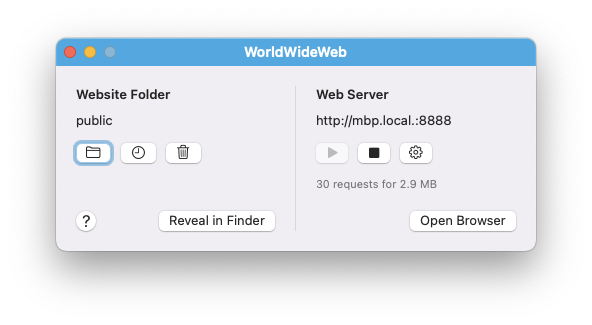 WorldWideWeb
Website Folder
public
?
Reveal in Finder
Web Server
http://mbp.local.:8888
30 requests for 2.9 MB
Open Browser